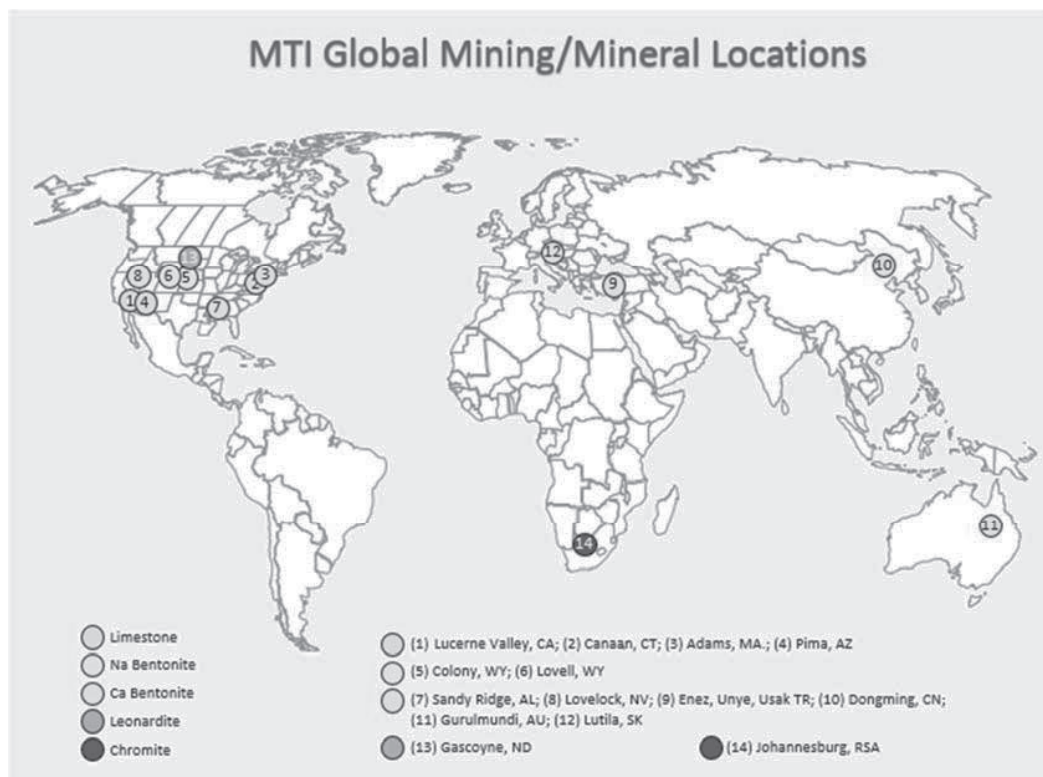 MTI Global Mining/Mineral Locations
8
6
5
2
3
1
4
7
12
9
10
11
14
Limestone
Na Bentonite
Ca Bentonite
Leonardite
Chromite
(1) Lucerne Valley, CA; (2) Canaan, CT; (3) Adams, MA.; (4) Pima, AZ
(5) Colony, WY; (6) Lovell, WY
(7) Sandy Ridge, AL; (8) Lovelock, NV; (9) Enez, Unye, Usak TR; (10) Dongming, CN;
(11) Gurulmundi, AU; (12) Lutila, SK
(13) Gascoyne, ND
(14) Johannesburg, RSA